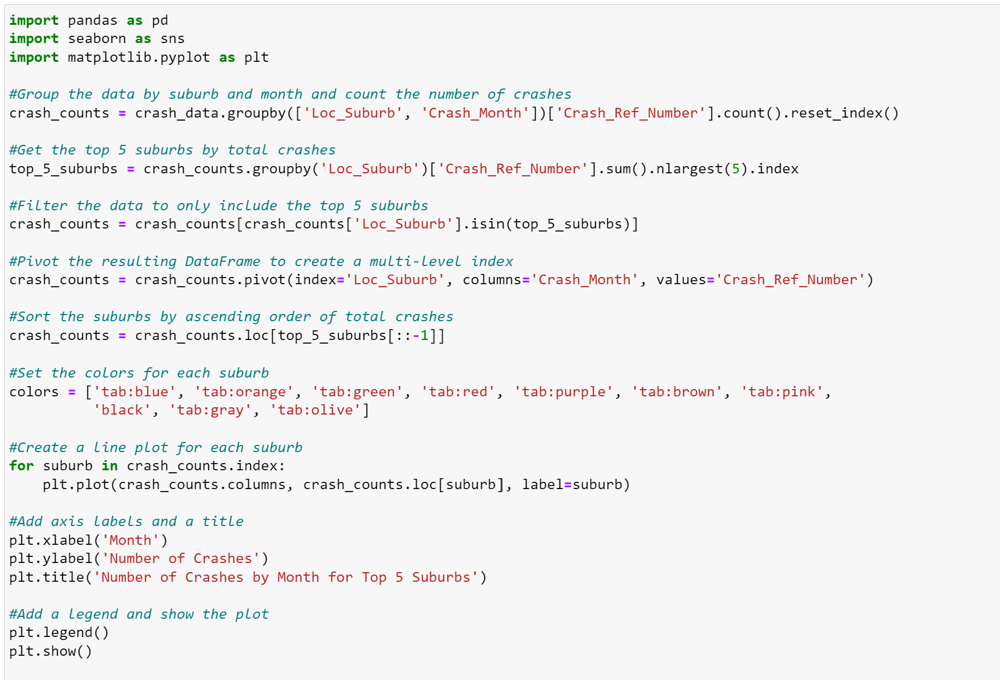 import pandas as pd
import seaborn as sns
import matplotlib.pyplot as plt

#Group the data by suburb and month and count the number of crashes
crash_counts = crash_data.groupby(['Loc_Suburb', 'Crash_Month'])['Crash_Ref_Number'].count().reset_index()

#Get the top 5 suburbs by total crashes
top_5_suburbs = crash_counts.groupby('Loc_Suburb')['Crash_Ref_Number'].sum().nlargest(5).index

#Filter the data to only include the top 5 suburbs
crash_counts = crash_counts[crash_counts['Loc_Suburb'].isin(top_5_suburbs)]

#Pivot the resulting DataFrame to create a multi-level index
crash_counts = crash_counts.pivot(index='Loc_Suburb', columns='Crash_Month', values='Crash_Ref_Number')

#Sort the suburbs by ascending order of total crashes
crash_counts = crash_counts.loc[top_5_suburbs[::-1]]

#Set the colors for each suburb
colors = ['tab:blue', 'tab:orange', 'tab:green', 'tab:red', 'tab:purple', 'tab:brown', 'tab:pink',
          'black', 'tab:gray', 'tab:olive']

#Create a line plot for each suburb
for suburb in crash_counts.index:
    plt.plot(crash_counts.columns, crash_counts.loc[suburb], label=suburb)

#Add axis labels and a title
plt.xlabel('Month')
plt.ylabel('Number of Crashes')
plt.title('Number of Crashes by Month for Top 5 Suburbs')

#Add a legend and show the plot
plt.legend()
plt.show()